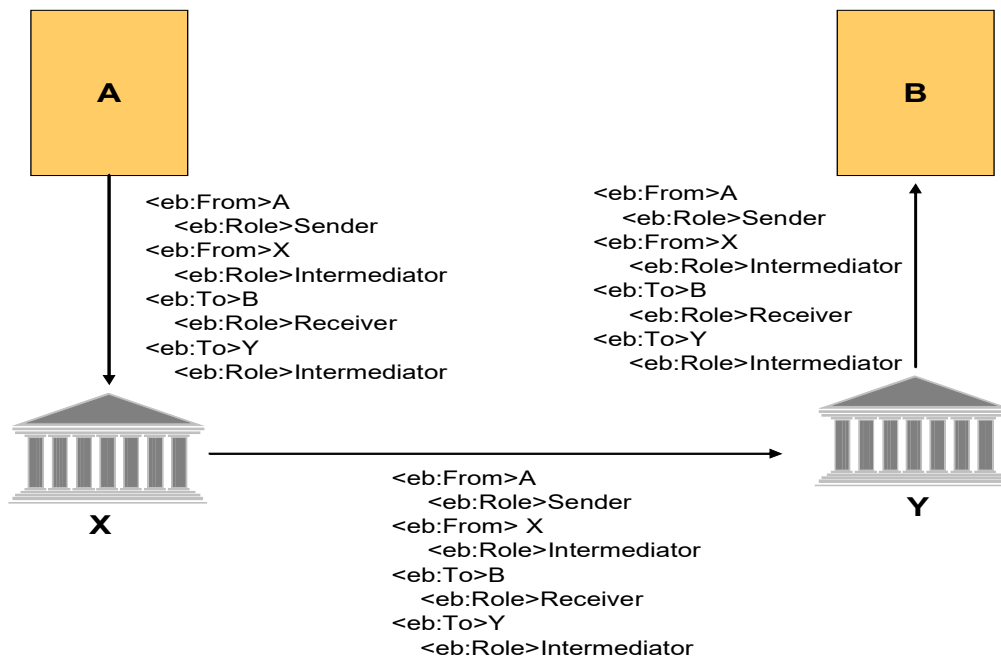 A
B
<eb:From>A
<eb:Role>Sender
<eb:From>X
<eb:Role>Intermediator
<eb:To>B
<eb:Role>Receiver
<eb:To>Y
<eb:Role>Intermediator
<eb:From>A
<eb:Role>Sender
<eb:From>X
<eb:Role>Intermediator
<eb:To>B
<eb:Role>Receiver
<eb:To>Y
<eb:Role>Intermediator
X
Y
<eb:From>A
<eb:Role>Sender
<eb:From> X
<eb:Role>Intermediator
<eb:To>B
<eb:Role>Receiver
<eb:To>Y
<eb:Role>Intermediator